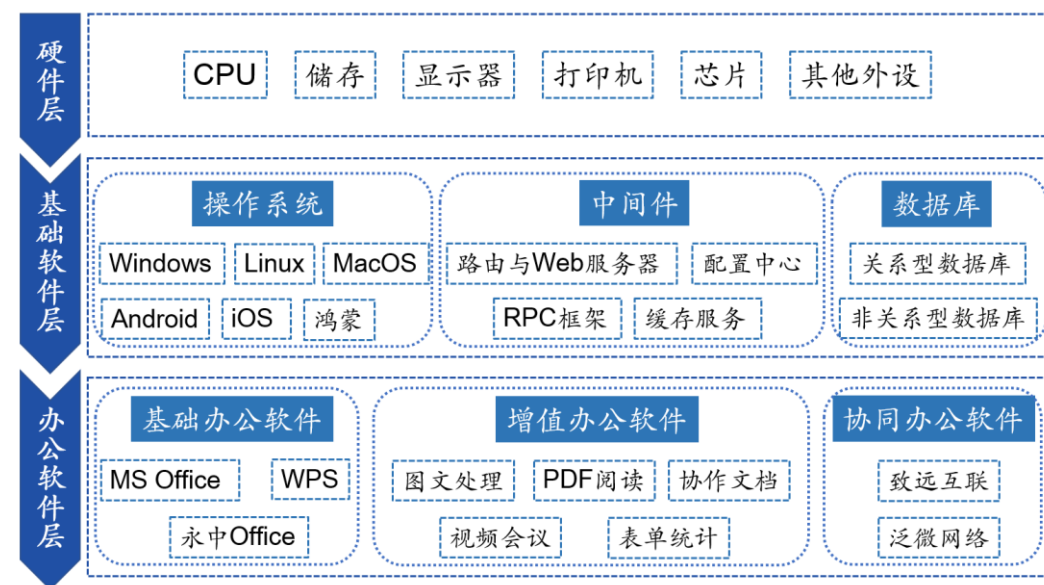 硬件层
CPU 储存 显示器 打印机 芯片 其他外设
基础软件层
操作系统
Windows Linux MacOS
Android iOS 鸿蒙
中间件
路由与Web服务器 配置中心
RPC框架 缓存服务
数据库
关系型数据库
非关系型数据库
办公软件层
基础办公软件
MS Office WPS
永中Office
增值办公软件
图文处理 PDF阅读 协作文档
视频会议 表单统计
协同办公软件
致远互联
泛微网络